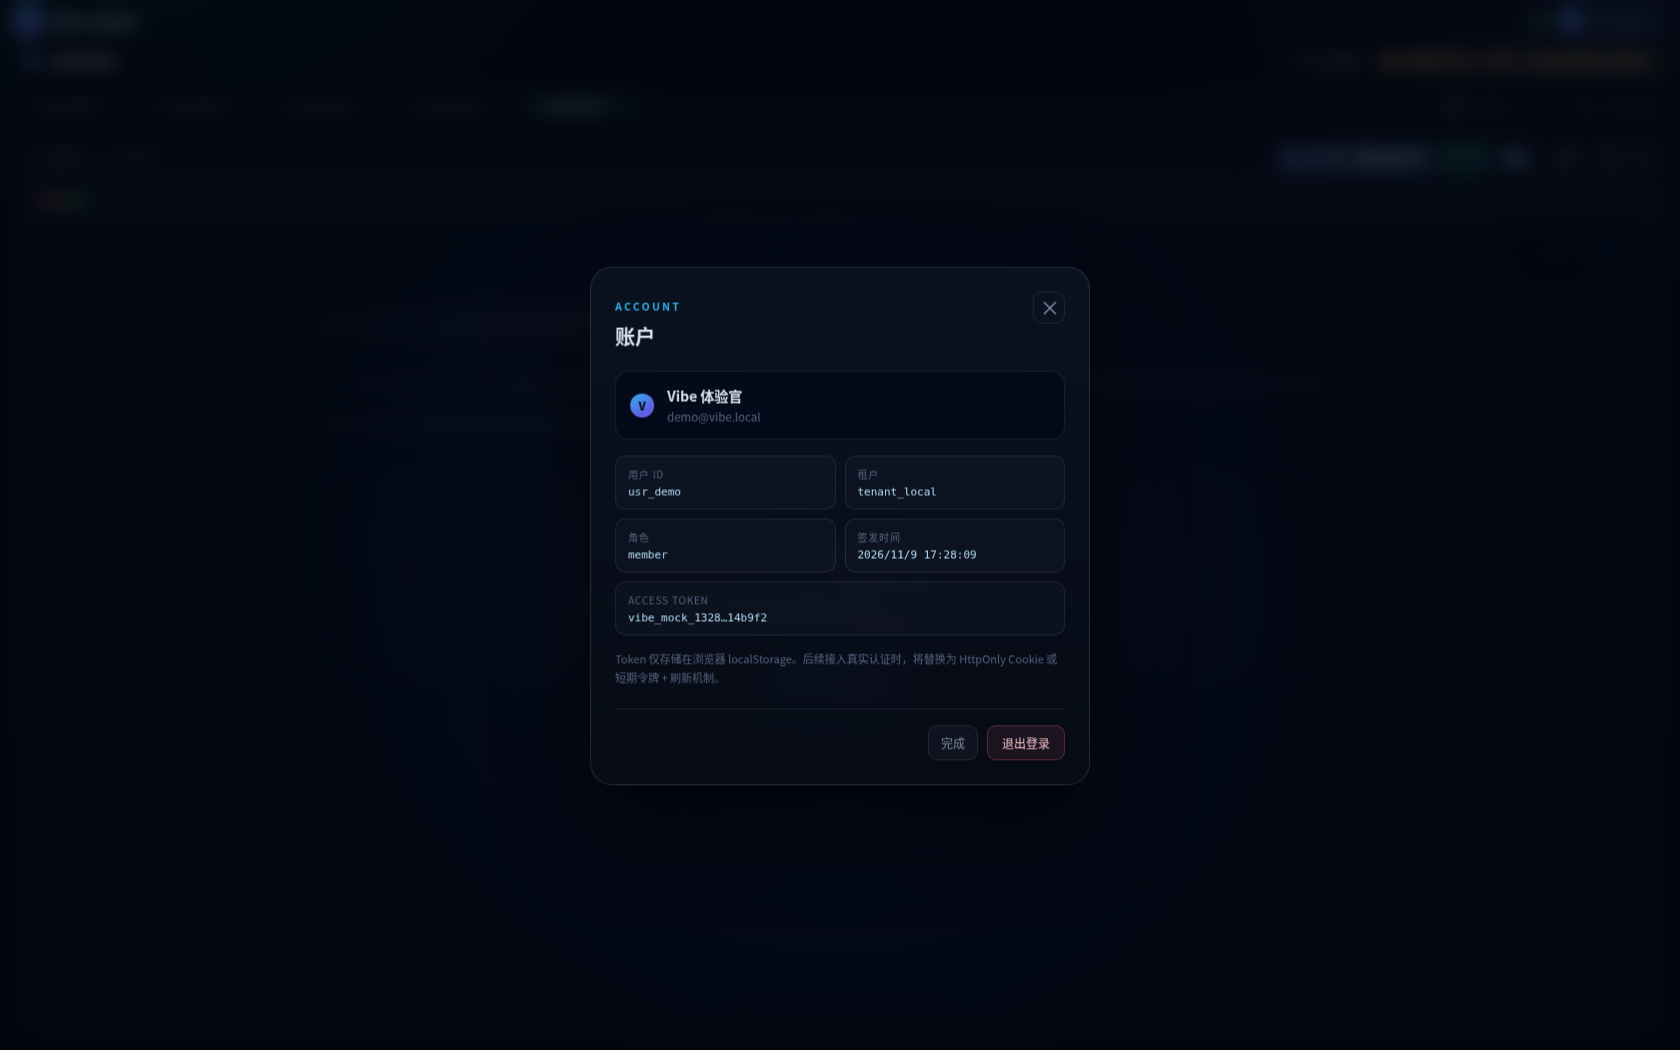 ACCOUNT
账户
V
Vibe 体验官
demo@vibe.local
用户 ID
usr_demo
租户
tenant_local
角色
member
签发时间
2026/11/9 17:28:09
ACCESS TOKEN
vibe_mock_1328…14b9f2
Token 仅存储在浏览器 localStorage。后续接入真实认证时，将替换为 HttpOnly Cookie 或
短期令牌 + 刷新机制。
完成
退出登录